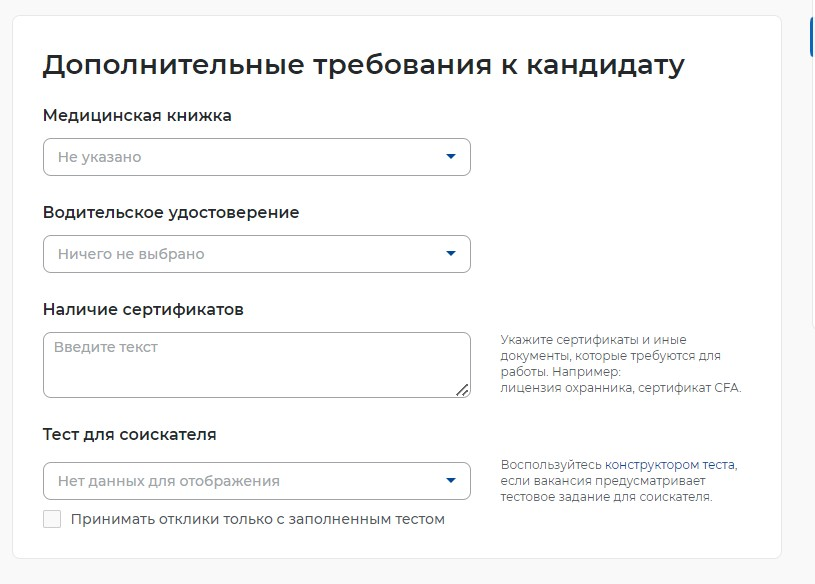 Дополнительные требования к кандидату
Медицинская книжка
Не указано
Водительское удостоверение
Ничего не выбрано
Наличие сертификатов
Введите текст
Укажите сертификаты и иные
документы, которые требуются для
работы. Например:
лицензия охранника, сертификат CFA.
Тест для соискателя
Нет данных для отображения
Воспользуйтесь конструктором теста,
если вакансия предусматривает
тестовое задание для соискателя.
Принимать отклики только с заполненным тестом